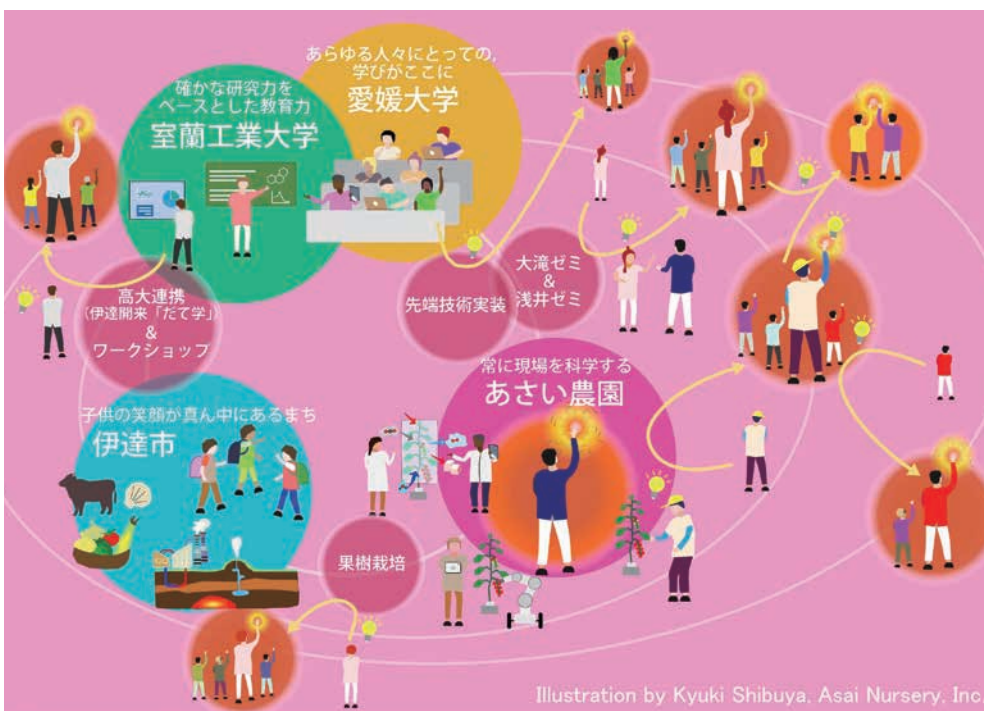 あらゆる人々にとっての,
学びがここに
愛媛大学
確かな研究力を
ベースとした教育力
室蘭工業大学
高大連携
(伊達開来「だて学」)
&
ワークショップ
先端技術実装
大滝ゼミ
&
浅井ゼミ
常に現場を科学する
あさい農園
子供の笑顔が真ん中にあるまち
伊達市
果樹栽培
Illustration by Kyuki Shibuya, Asai Nursery, Inc.